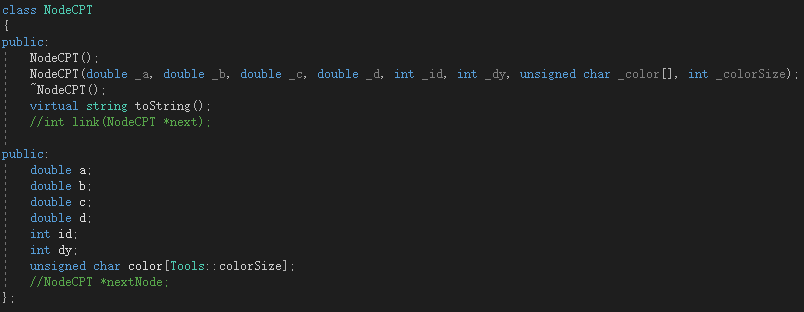 class NodeCPT
{
public:
NodeCPT();
NodeCPT(double _a, double _b, double _c, double _d, int _id, int _dy, unsigned char _color[], int _colorSize);
~NodeCPT();
virtual string toString();
//int link(NodeCPT *next);
public:
double a;
double b;
double c;
double d;
int id;
int dy;
unsigned char color[Tools::colorSize];
//NodeCPT *nextNode;
};